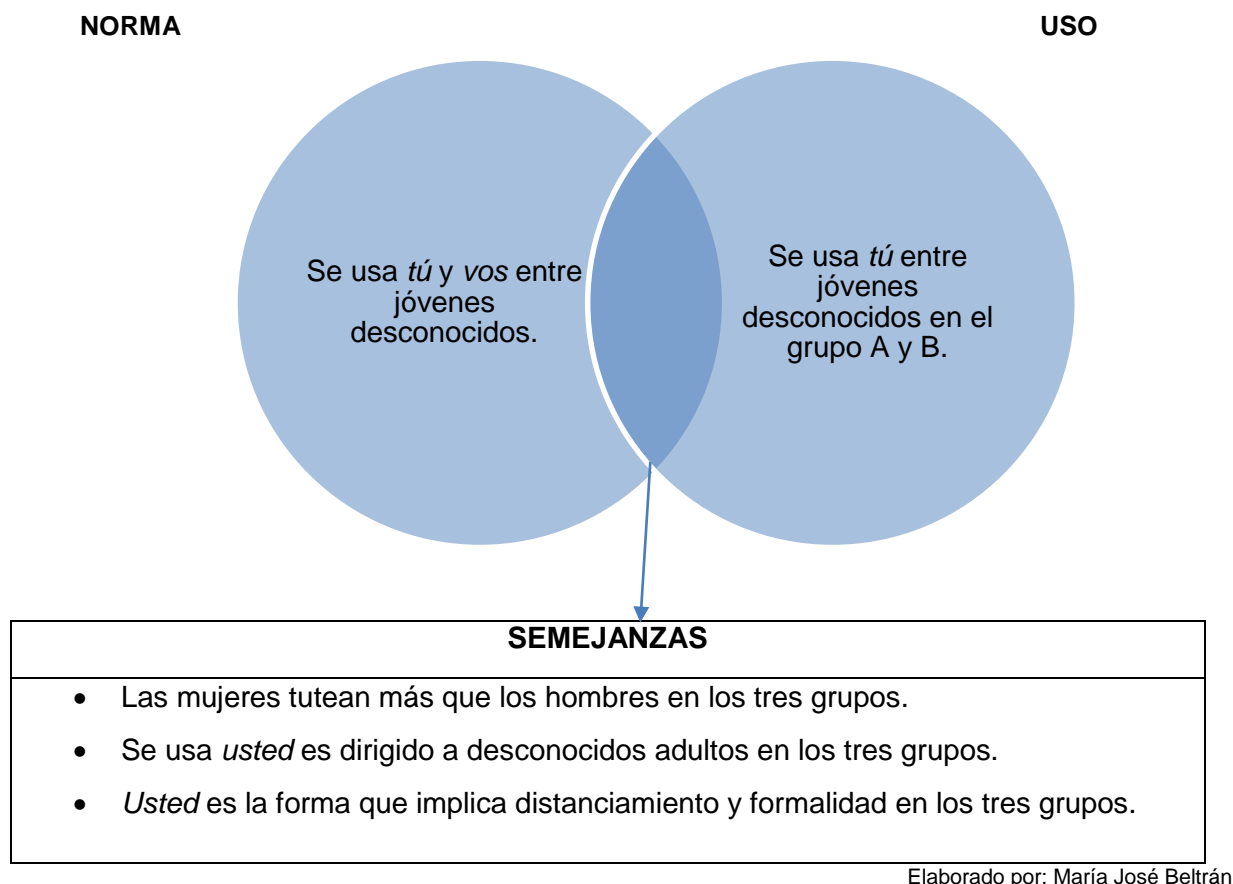 NORMA
USO
Se usa tú y vos entre
jóvenes
desconocidos.
Se usa tú entre
jóvenes
desconocidos en el
grupo A y B.
SEMEJANZAS
• Las mujeres tutean más que los hombres en los tres grupos.
• Se usa usted es dirigido a desconocidos adultos en los tres grupos.
• Usted es la forma que implica distanciamiento y formalidad en los tres grupos.
Elaborado por: María José Beltrán